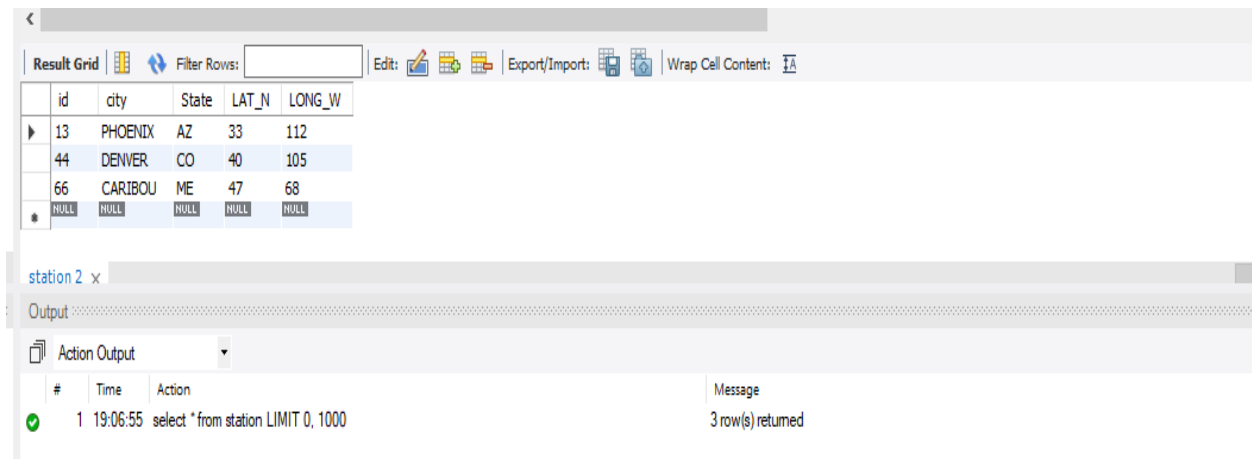 Result Grid Filter Rows: Edit: Export/Import: Wrap Cell Content: IA
id city State LAT_N LONG_W
13 PHOENIX AZ 33 112
44 DENVER CO 40 105
66 CARIBOU ME 47 68
NULL NULL NULL NULL NULL
station 2 x
Output
Action Output
# Time Action Message
1 19:06:55 select * from station LIMIT 0, 1000 3 row(s) returned